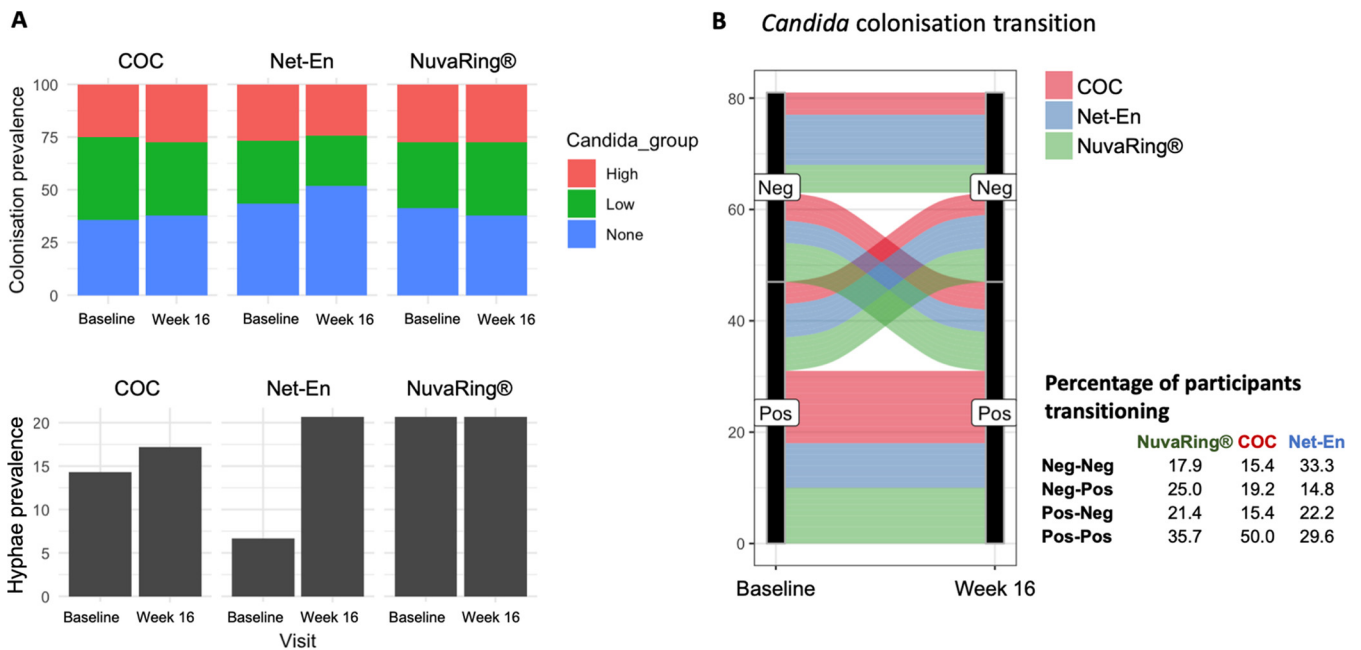 A
COC Net-En NuvaRing®
Colonisation prevalence
100
75
50
25
0
Baseline Week 16 Baseline Week 16 Baseline Week 16
Candida_group
High
Low
None
COC Net-En NuvaRing®
Hyphae prevalence
20
15
10
5
0
Baseline Week 16 Baseline Week 16 Baseline Week 16
Visit
B Candida colonisation transition
80
60
40
20
0
Neg Neg
Pos Pos
Baseline Week 16
COC
Net-En
NuvaRing®
Percentage of participants
transitioning
NuvaRing® COC Net-En
Neg-Neg 17.9 15.4 33.3
Neg-Pos 25.0 19.2 14.8
Pos-Neg 21.4 15.4 22.2
Pos-Pos 35.7 50.0 29.6